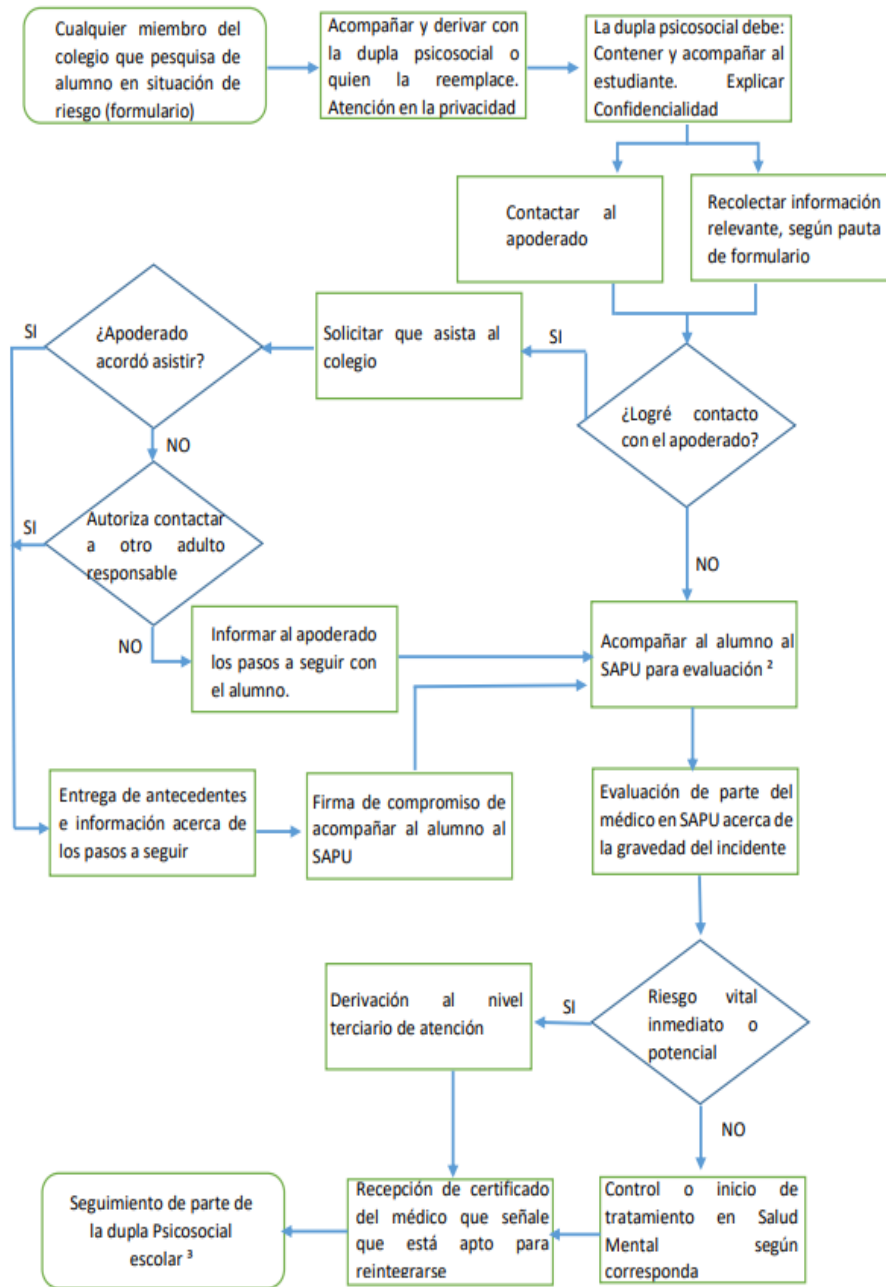 Cualquier miembro del
colegio que pesquisa de
alumno en situación de
riesgo (formulario)
Acompañar y derivar con
la dupla psicosocial o
quien la reemplace.
Atención en la privacidad
La dupla psicosocial debe:
Contener y acompañar al
estudiante. Explicar
Confidencialidad
Contactar al
apoderado
Recolectar información
relevante, según pauta
de formulario
SI
¿Apoderado
acordó asistir?
Solicitar que asista al
colegio
SI
¿Logré contacto
con el apoderado?
NO
SI
Autoriza contactar
a otro adulto
responsable
NO
NO
Informar al apoderado
los pasos a seguir con
el alumno.
Acompañar al alumno al
SAPU para evaluación ²
Entrega de antecedentes
e información acerca de
los pasos a seguir
Firma de compromiso de
acompañar al alumno al
SAPU
Evaluación de parte del
médico en SAPU acerca de
la gravedad del incidente
Derivación al nivel
terciario de atención
SI
Riesgo vital
inmediato o
potencial
NO
Seguimiento de parte de
la dupla Psicosocial
escolar ³
Recepción de certificado
del médico que señale
que está apto para
reintegrarse
Control o inicio de
tratamiento en Salud
Mental según
corresponda